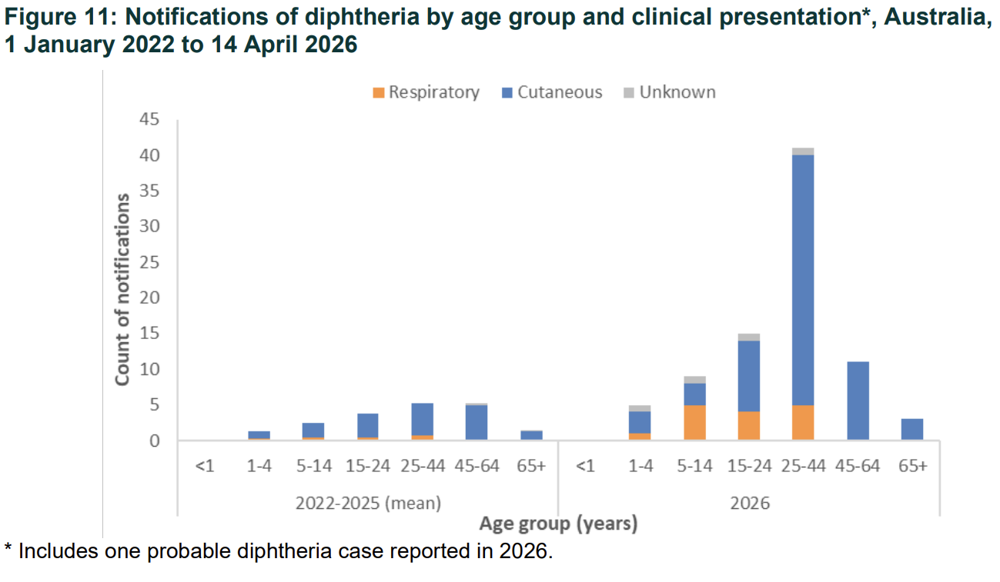 Figure 11: Notifications of diphtheria by age group and clinical presentation*, Australia,
1 January 2022 to 14 April 2026
Respiratory Cutaneous Unknown
45
40
35
30
25
20
15
10
5
0
Count of notifications
<1 1-4 5-14 15-24 25-44 45-64 65+ <1 1-4 5-14 15-24 25-44 45-64 65+
2022-2025 (mean) 2026
Age group (years)
* Includes one probable diphtheria case reported in 2026.